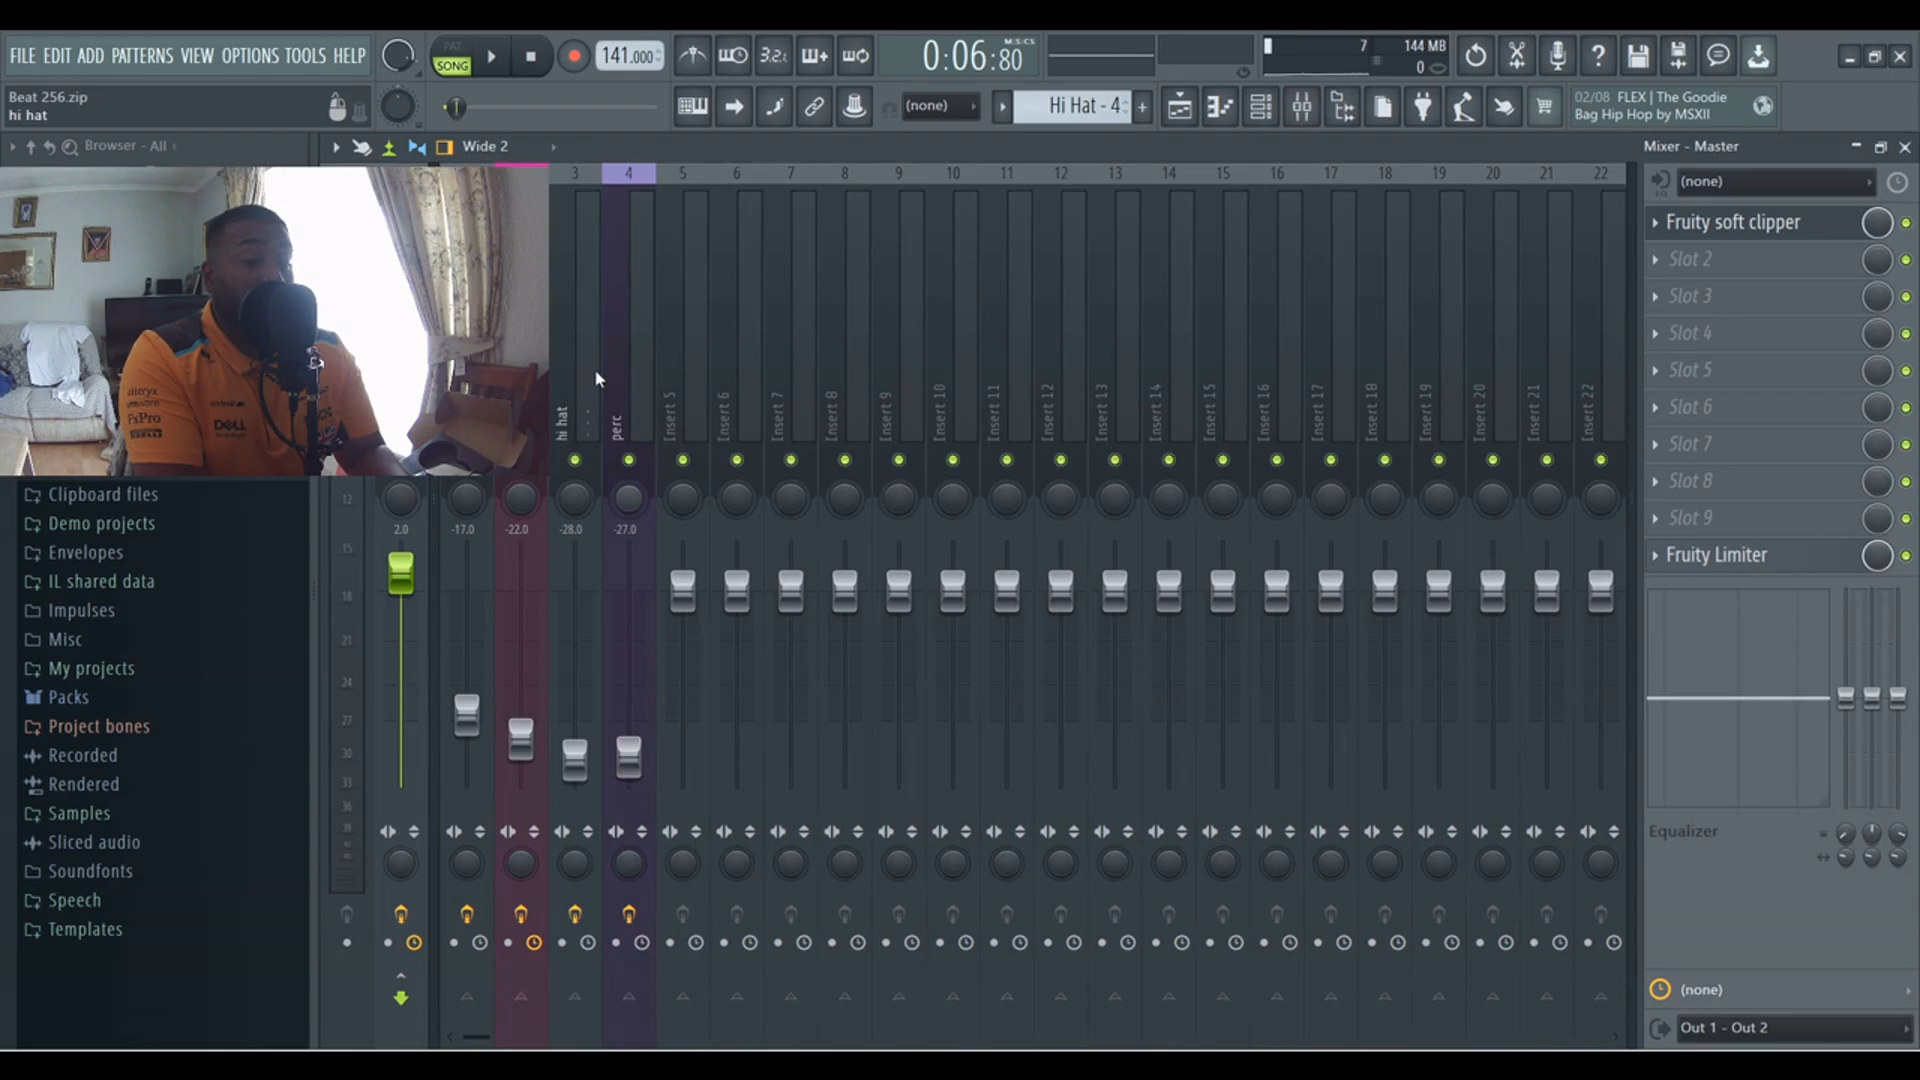 FILE EDIT ADD PATTERNS VIEW OPTIONS TOOLS HELP
PAT
SONG
141.000
3.2.
0:06:80
M:S:CS
7
144 MB
0
Beat 256.zip
hi hat
(none)
Hi Hat - 4
02/08 FLEX | The Goodie
Bag Hip Hop by MSXII
Browser - All
Wide 2
Mixer - Master
3 4 5 6 7 8 9 10 11 12 13 14 15 16 17 18 19 20 21 22
(none)
Fruity soft clipper
Slot 2
Slot 3
Slot 4
Slot 5
Slot 6
Slot 7
Slot 8
Slot 9
Fruity Limiter
FxPro
DELL
hi hat
perc
Insert 5
Insert 6
Insert 7
Insert 8
Insert 9
Insert 10
Insert 11
Insert 12
Insert 13
Insert 14
Insert 15
Insert 16
Insert 17
Insert 18
Insert 19
Insert 20
Insert 21
Insert 22
Clipboard files
Demo projects
Envelopes
IL shared data
Impulses
Misc
My projects
Packs
Project bones
Recorded
Rendered
Samples
Sliced audio
Soundfonts
Speech
Templates
12
15
18
21
24
27
30
33
36
39
2.0 -17.0 -22.0 -28.0 -27.0
Equalizer
(none)
Out 1 - Out 2